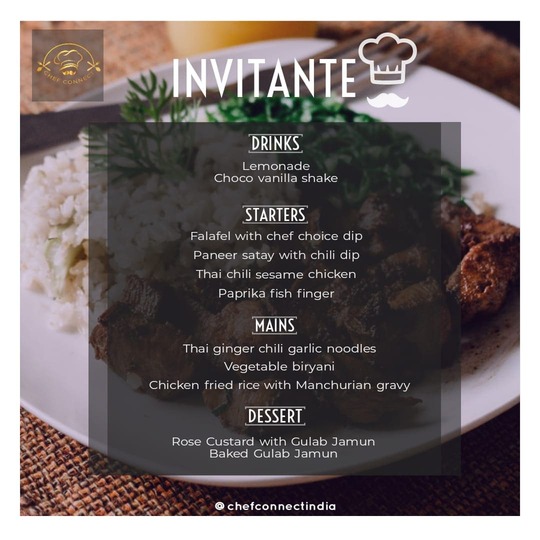 CHEF CONNECT
INVITANTE
DRINKS
Lemonade
Choco vanilla shake
STARTERS
Falafel with chef choice dip
Paneer satay with chili dip
Thai chili sesame chicken
Paprika fish finger
MAINS
Thai ginger chili garlic noodles
Vegetable biryani
Chicken fried rice with Manchurian gravy
DESSERT
Rose Custard with Gulab Jamun
Baked Gulab Jamun
@chefconnectindia